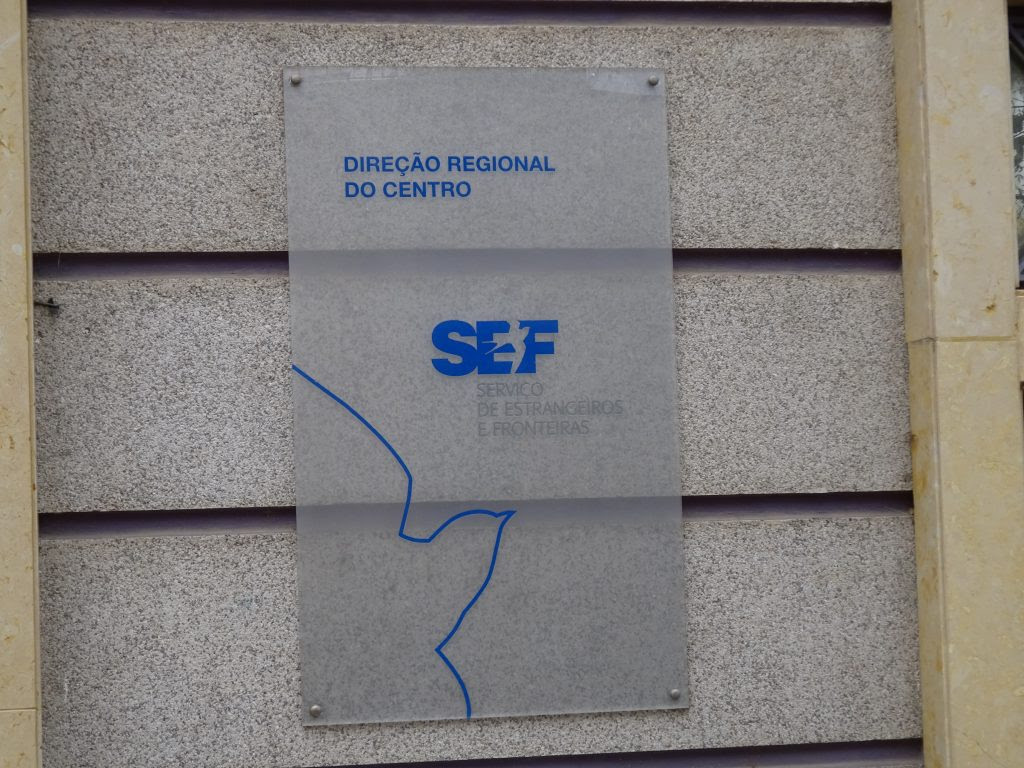 DIREÇÃO REGIONAL
DO CENTRO
SEF
SERVIÇO
DE ESTRANGEIROS
E FRONTEIRAS